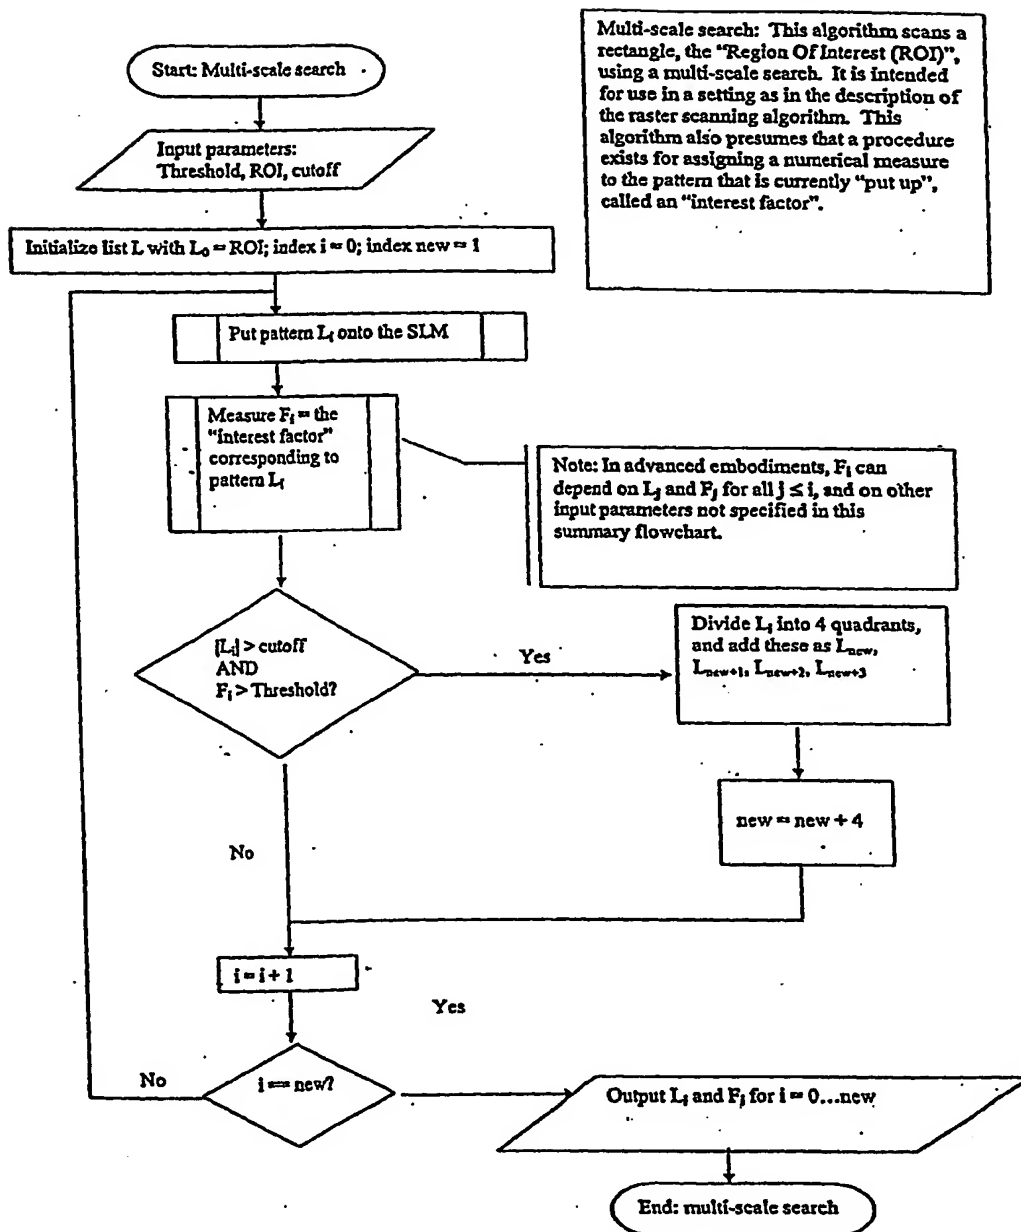 Start: Multi-scale search
Multi-scale search: This algorithm scans a
rectangle, the “Region Of Interest (ROI)”,
using a multi-scale search. It is intended
for use in a setting as in the description of
the raster scanning algorithm. This
algorithm also presumes that a procedure
exists for assigning a numerical measure
to the pattern that is currently “put up”,
called an “interest factor”.
Input parameters:
Threshold, ROI, cutoff
Initialize list L with L₀ = ROI; index i = 0; index new = 1
Put pattern Lᵢ onto the SLM
Measure Fᵢ = the
“interest factor”
corresponding to
pattern Lᵢ
Note: In advanced embodiments, Fᵢ can
depend on Lⱼ and Fⱼ for all j ≤ i, and on other
input parameters not specified in this
summary flowchart.
|Lᵢ| > cutoff
AND
Fᵢ > Threshold?
Yes
Divide Lᵢ into 4 quadrants,
and add these as L_new,
L_new+1, L_new+2, L_new+3
new = new + 4
No
i = i + 1
Yes
No
i == new?
Output Lᵢ and Fᵢ for i = 0...new
End: multi-scale search